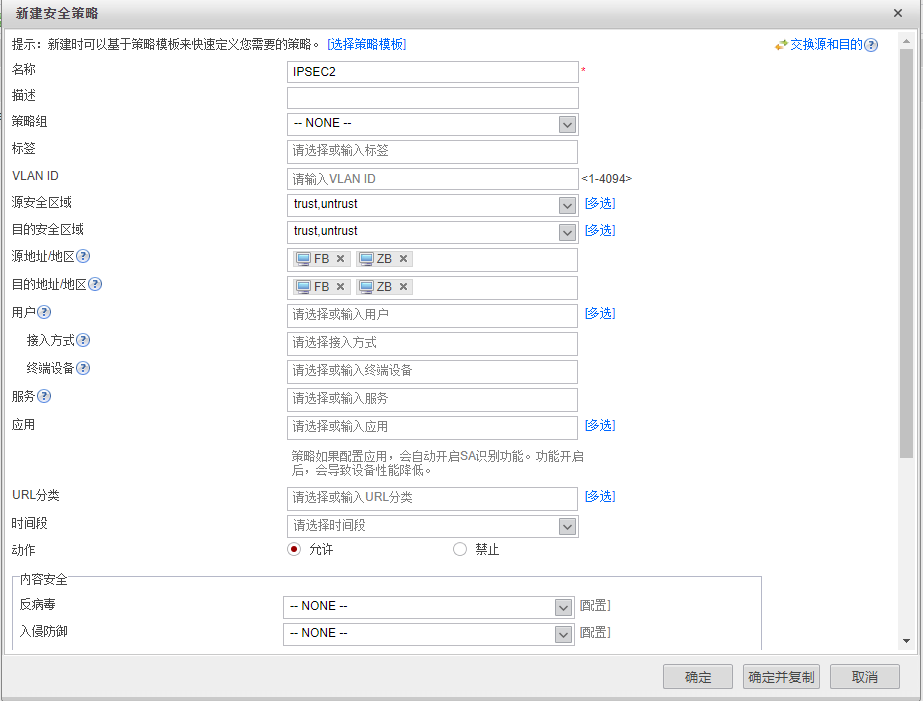 新建安全策略
提示：新建时可以基于策略模板来快速定义您需要的策略。 [选择策略模板] 交换源和目的
名称 IPSEC2 *
描述
策略组 -- NONE --
标签 请选择或输入标签
VLAN ID 请输入VLAN ID <1-4094>
源安全区域 trust,untrust [多选]
目的安全区域 trust,untrust [多选]
源地址/地区 FB ZB
目的地址/地区 FB ZB
用户 请选择或输入用户 [多选]
接入方式 请选择接入方式
终端设备 请选择或输入终端设备
服务 请选择或输入服务
应用 请选择或输入应用 [多选]
策略如果配置应用，会自动开启SA识别功能。功能开启
后，会导致设备性能降低。
URL分类 请选择或输入URL分类 [多选]
时间段 请选择时间段
动作 允许 禁止
内容安全
反病毒 -- NONE -- [配置]
入侵防御 -- NONE -- [配置]
确定 确定并复制 取消